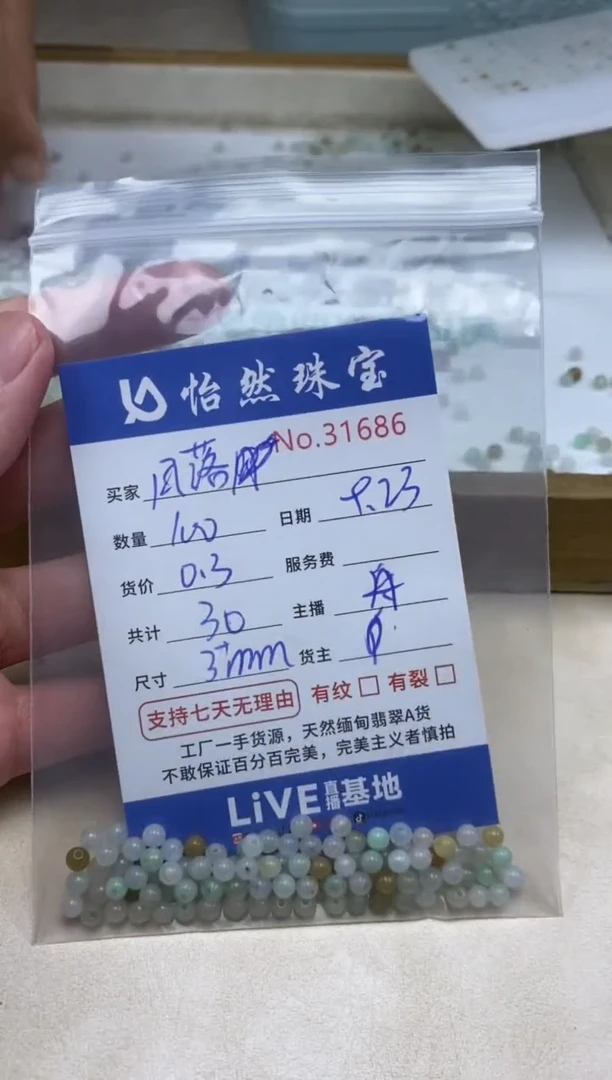 怡然珠宝
No.31686
买家 风落
数量 100 日期 5.23
货价 0.3 服务费
共计 30 主播 舟
尺寸 3+mm 货主
支持七天无理由 有纹 □ 有裂 □
工厂一手货源，天然缅甸翡翠A货
不敢保证百分百完美，完美主义者慎拍
LiVE直播基地